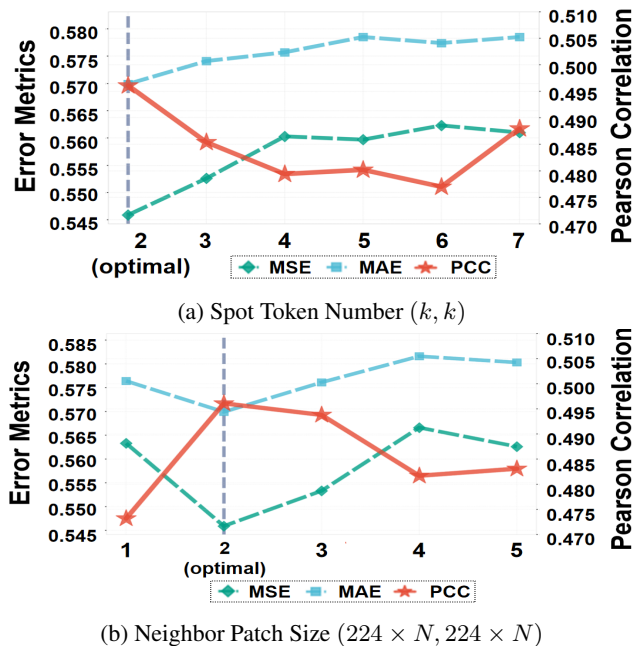 Error Metrics
0.580
0.570
0.565
0.560
0.555
0.550
0.545
0.510
0.505
0.500
0.495
0.490
0.485
0.480
0.475
0.470
Pearson Correlation
2 3 4 5 6 7
(optimal)
MSE MAE PCC
(a) Spot Token Number (k, k)
Error Metrics
0.585
0.580
0.575
0.570
0.565
0.560
0.555
0.550
0.545
0.510
0.505
0.500
0.495
0.490
0.485
0.480
0.475
0.470
Pearson Correlation
1 2 3 4 5
(optimal)
MSE MAE PCC
(b) Neighbor Patch Size (224 × N, 224 × N)